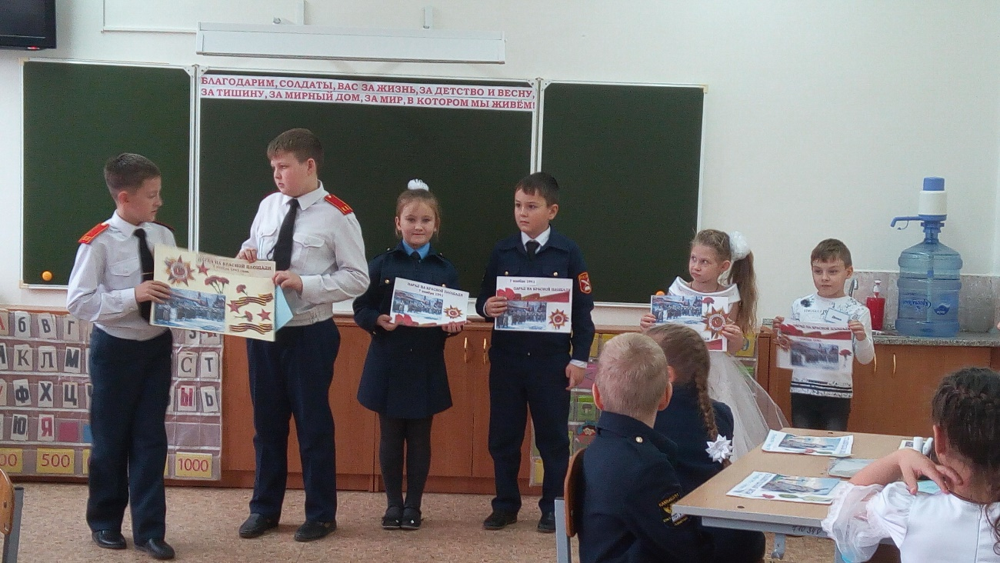 БЛАГОДАРИМ, СОЛДАТЫ, ВАС ЗА ЖИЗНЬ, ЗА ДЕТСТВО И ВЕСНУ,
ЗА ТИШИНУ, ЗА МИРНЫЙ ДОМ, ЗА МИР, В КОТОРОМ МЫ ЖИВЁМ!
ПАРАД НА КРАСНОЙ ПЛОЩАДИ
7 ноября 1941
ПАРАД НА КРАСНОЙ ПЛОЩАДИ
7 ноября 1941
7 ноября 1941
ПАРАД НА КРАСНОЙ ПЛОЩАДИ
А б В Г
К Л М
С Т
У Ф Х Ц
Ы Ь
Ю Я
500
1000